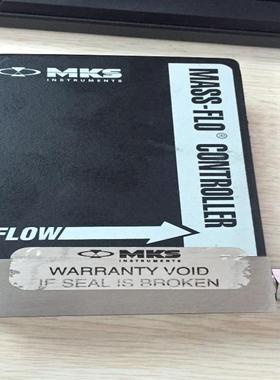 MKS
INSTRUMENTS
MASS-FLO® CONTROLLER
FLOW
MKS
INSTRUMENTS
WARRANTY VOID
IF SEAL IS BROKEN